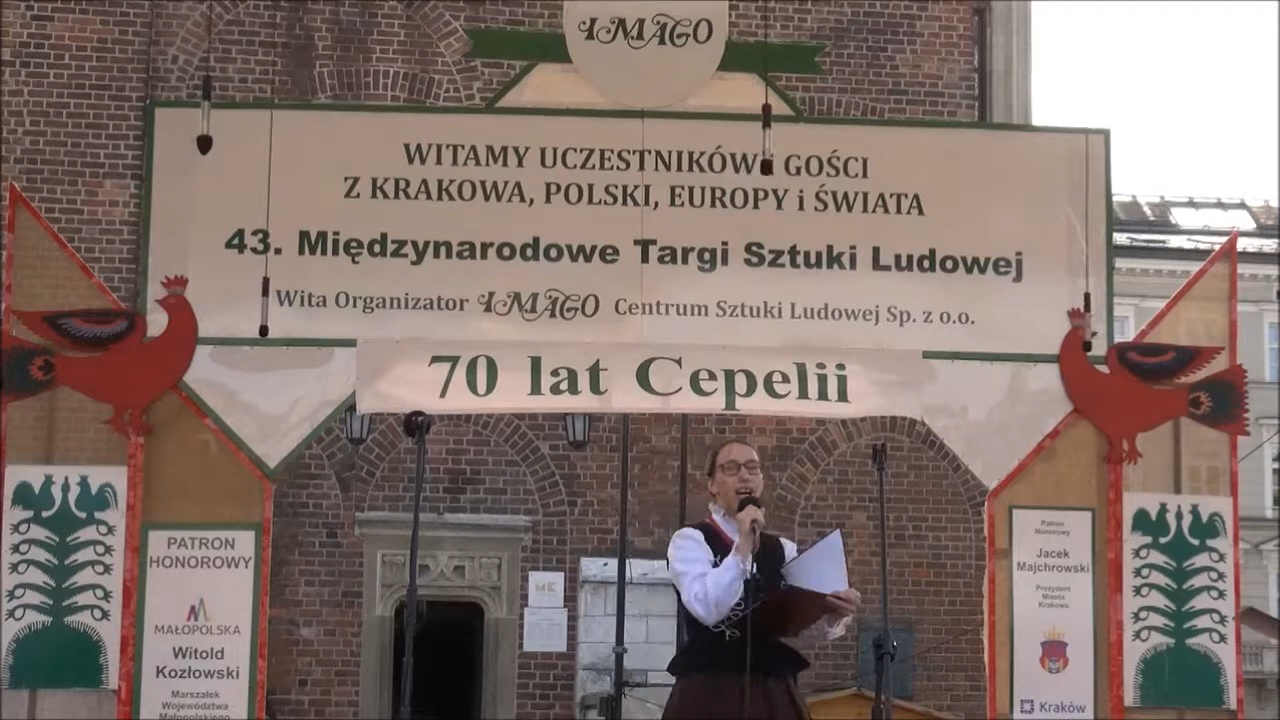 IMAGO
WITAMY UCZESTNIKÓW i GOŚCI
Z KRAKOWA, POLSKI, EUROPY i ŚWIATA
43. Międzynarodowe Targi Sztuki Ludowej
Wita Organizator IMAGO Centrum Sztuki Ludowej Sp. z o.o.
70 lat Cepelii
PATRON
HONOROWY
MAŁOPOLSKA
Witold
Kozłowski
Marszałek
Województwa
Małopolskiego
Patron
Honorowy
Jacek
Majchrowski
Prezydent
Miasta
Krakowa
Kraków